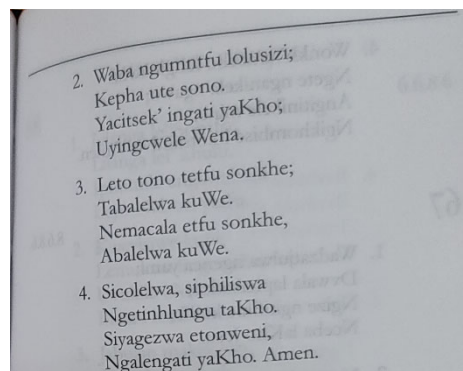 2. Waba ngumntfu lolusizi;
Kepha ute sono.
Yacitsek’ ingati yaKho;
Uyingcwele Wena.
3. Leto tono tetfu sonkhe;
Tabalelwa kuWe.
Nemacala etfu sonkhe,
Abalelwa kuWe.
4. Sicolelwa, siphiliswa
Ngetinhlungu taKho.
Siyagezwa etonweni,
Ngalengati yaKho. Amen.